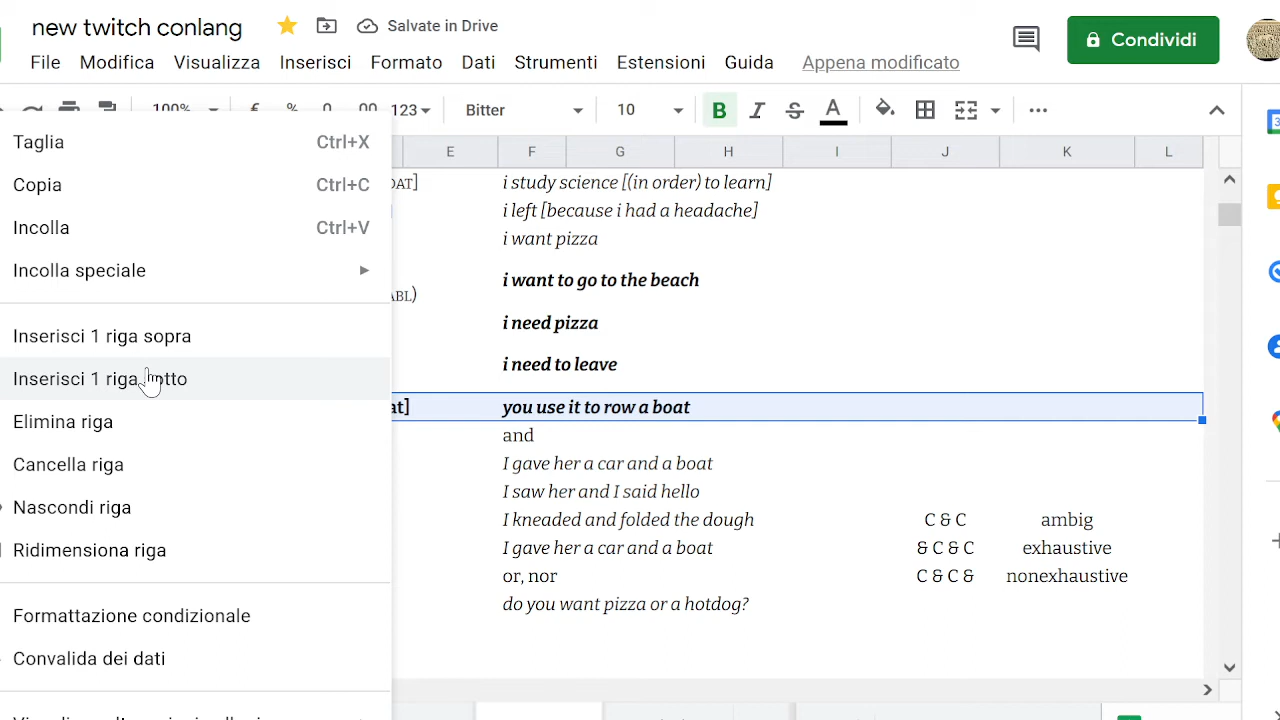 new twitch conlang Salvate in Drive
Condividi
File Modifica Visualizza Inserisci Formato Dati Strumenti Estensioni Guida Appena modificato
100% € % .0 .00 123 Bitter 10 B I S A
E F G H I J K L
Taglia Ctrl+X
Copia Ctrl+C
Incolla Ctrl+V
Incolla speciale
Inserisci 1 riga sopra
Inserisci 1 riga sotto
Elimina riga
Cancella riga
Nascondi riga
Ridimensiona riga
Formattazione condizionale
Convalida dei dati
i study science [(in order) to learn]
i left [because i had a headache]
i want pizza
i want to go to the beach
ABL)
i need pizza
i need to leave
at] you use it to row a boat
and
I gave her a car and a boat
I saw her and I said hello
I kneaded and folded the dough C & C ambig
I gave her a car and a boat & C & C exhaustive
or, nor C & C & nonexhaustive
do you want pizza or a hotdog?